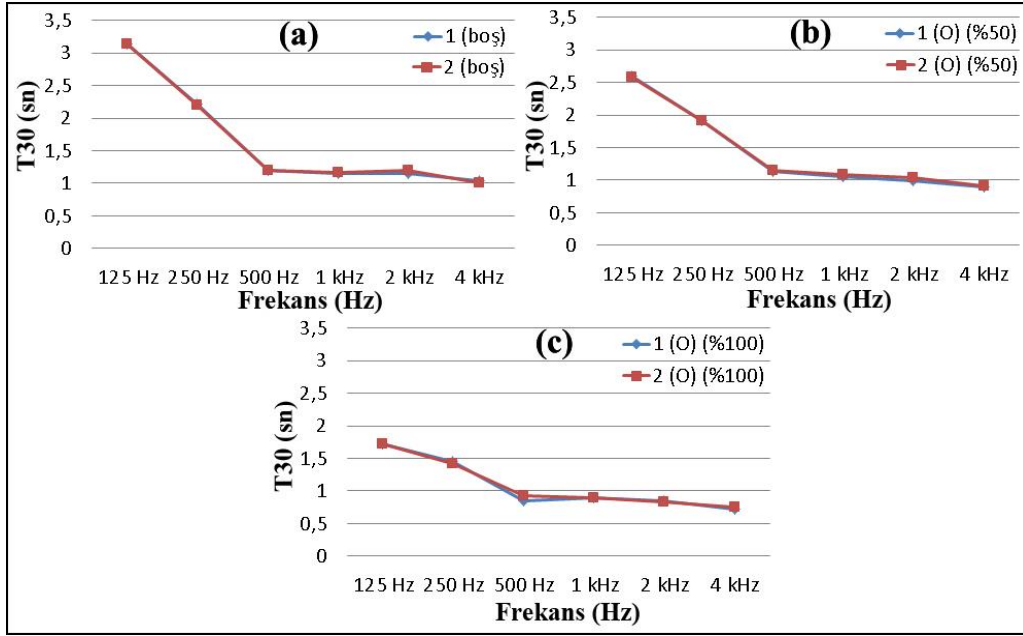 (a)
1 (boş)
2 (boş)
T30 (sn)
3,5
3
2,5
2
1,5
1
0,5
0
125 Hz 250 Hz 500 Hz 1 kHz 2 kHz 4 kHz
Frekans (Hz)
(b)
1 (O) (%50)
2 (O) (%50)
T30 (sn)
3,5
3
2,5
2
1,5
1
0,5
0
125 Hz 250 Hz 500 Hz 1 kHz 2 kHz 4 kHz
Frekans (Hz)
(c)
1 (O) (%100)
2 (O) (%100)
T30 (sn)
3,5
3
2,5
2
1,5
1
0,5
0
125 Hz 250 Hz 500 Hz 1 kHz 2 kHz 4 kHz
Frekans (Hz)